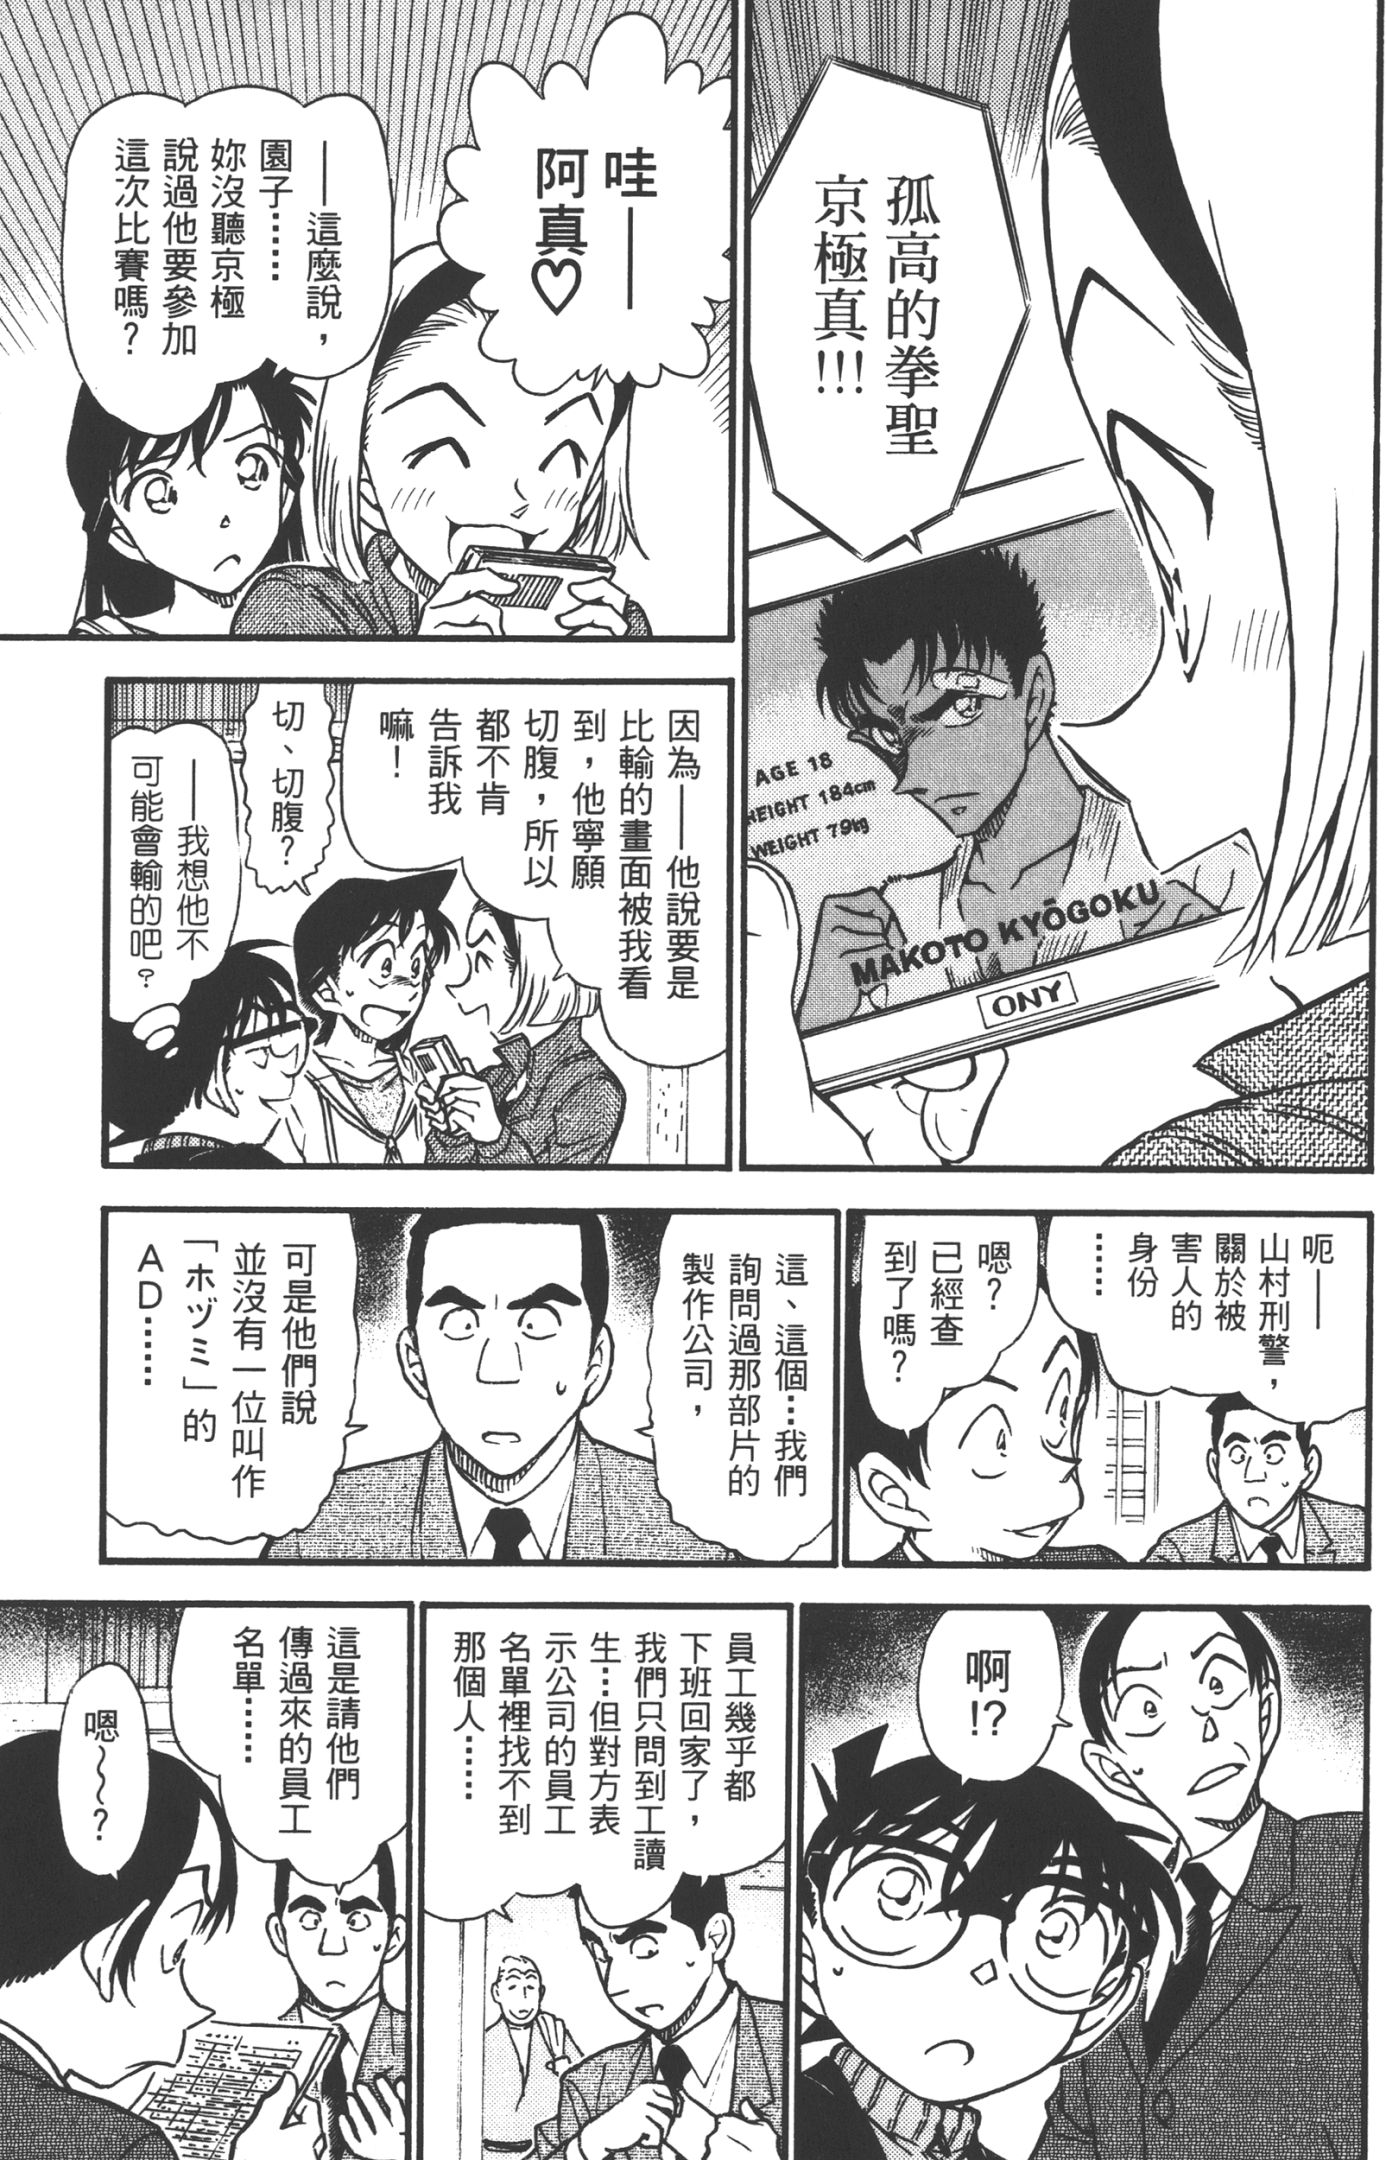 孤高的拳聖
京極真!!!
AGE 18
HEIGHT 184cm
WEIGHT 79kg
MAKOTO KYŌGOKU
ONY
哇——
阿真♡
——這麼說，
園子……
妳沒聽京極
說過他要參加
這次比賽嗎？
因為——他說要是
比輸的畫面被我看
到，他寧願
切腹，所以
都不肯
告訴我
嘛！
切、切腹？
——我想他不
可能會輸的吧？
呃——
山村刑警，
關於被
害人的
身份
……
嗯？
已經查
到了嗎？
這、這個…我們
詢問過那部片的
製作公司，
可是他們說
並沒有一位叫作
「ホヅミ」的
AD……
啊!?
員工幾乎都
下班回家了，
我們只問到工讀
生…但對方表
示公司的員工
名單裡找不到
那個人……
這是請他們
傳過來的員工
名單……
嗯～～？